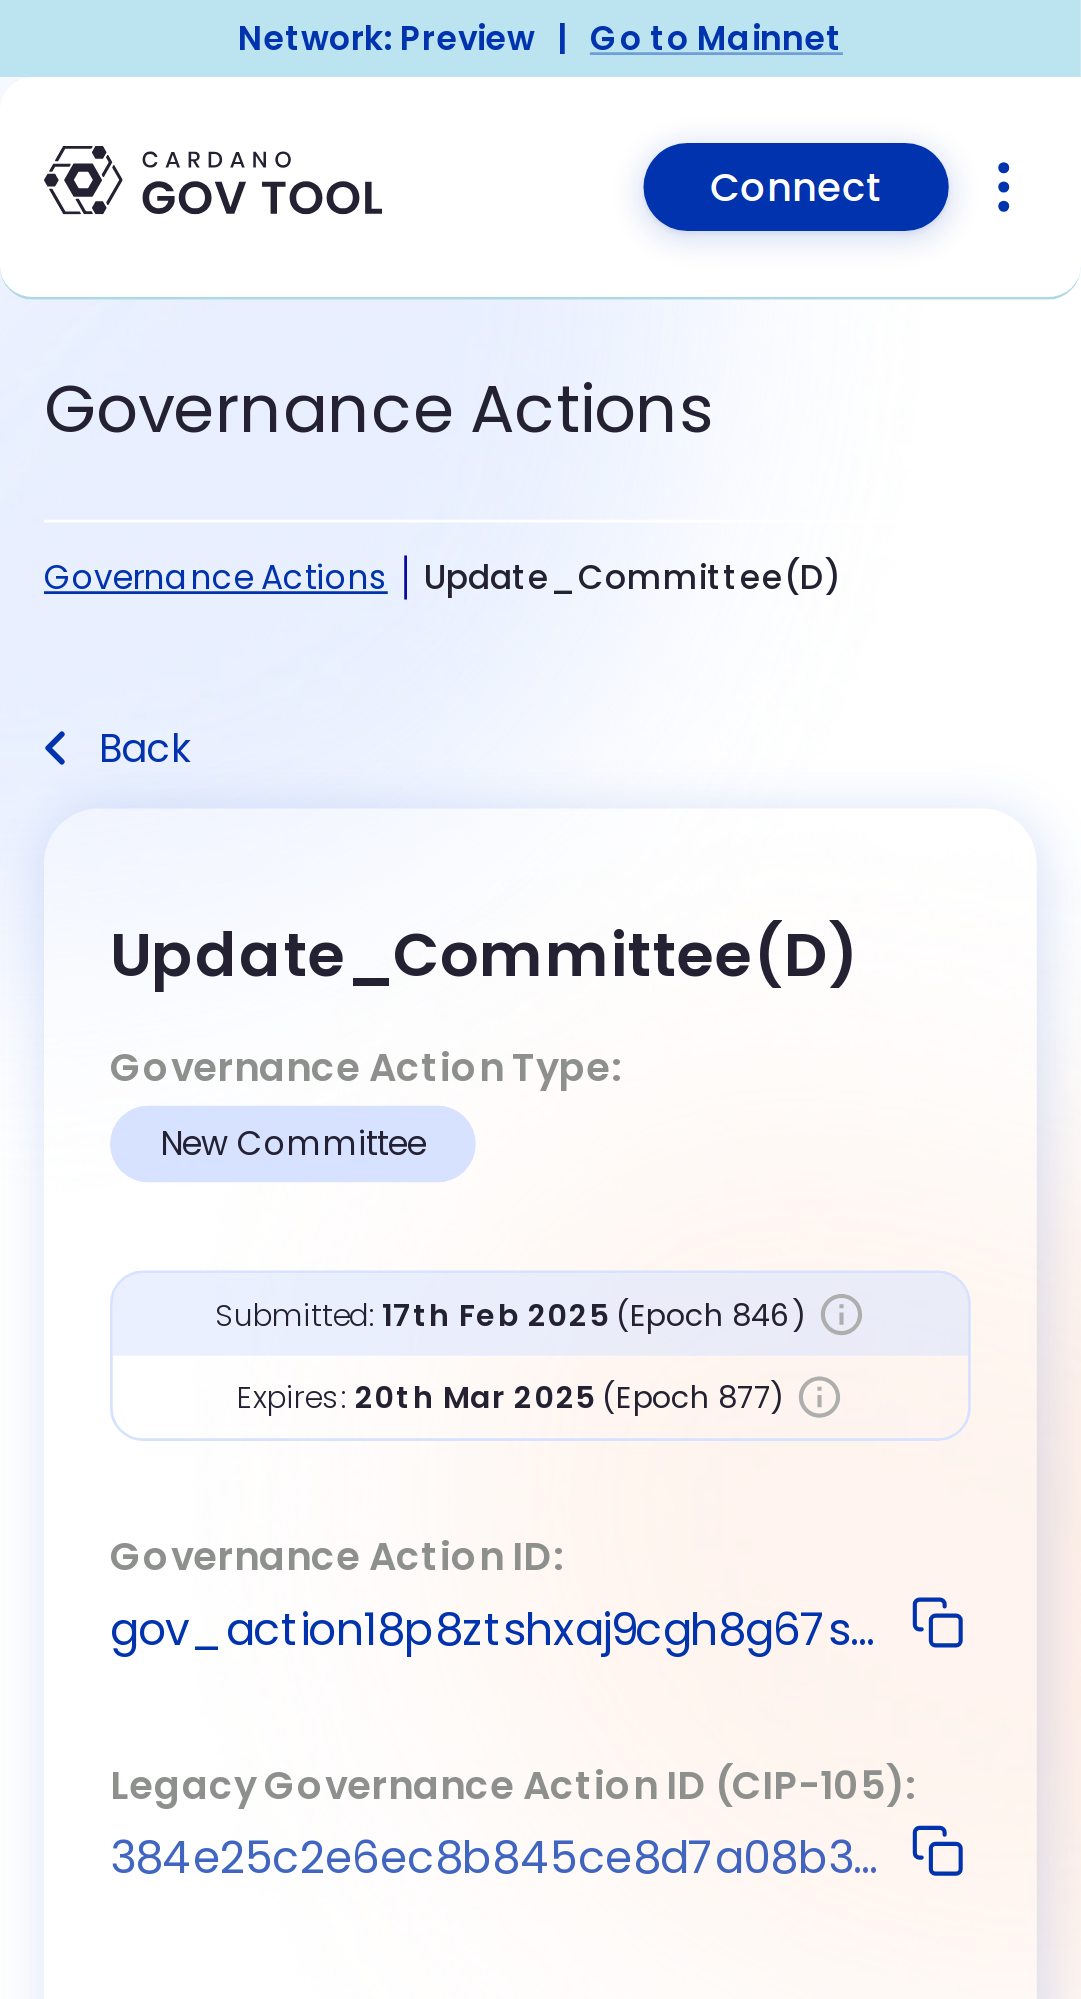 Network: Preview | Go to Mainnet
CARDANO
GOV TOOL
Connect
Governance Actions
Governance Actions | Update_Committee(D)
Back
Update_Committee(D)
Governance Action Type:
New Committee
Submitted: 17th Feb 2025 (Epoch 846)
Expires: 20th Mar 2025 (Epoch 877)
Governance Action ID:
gov_action18p8ztshxaj9cgh8g67s...
Legacy Governance Action ID (CIP-105):
384e25c2e6ec8b845ce8d7a08b3...